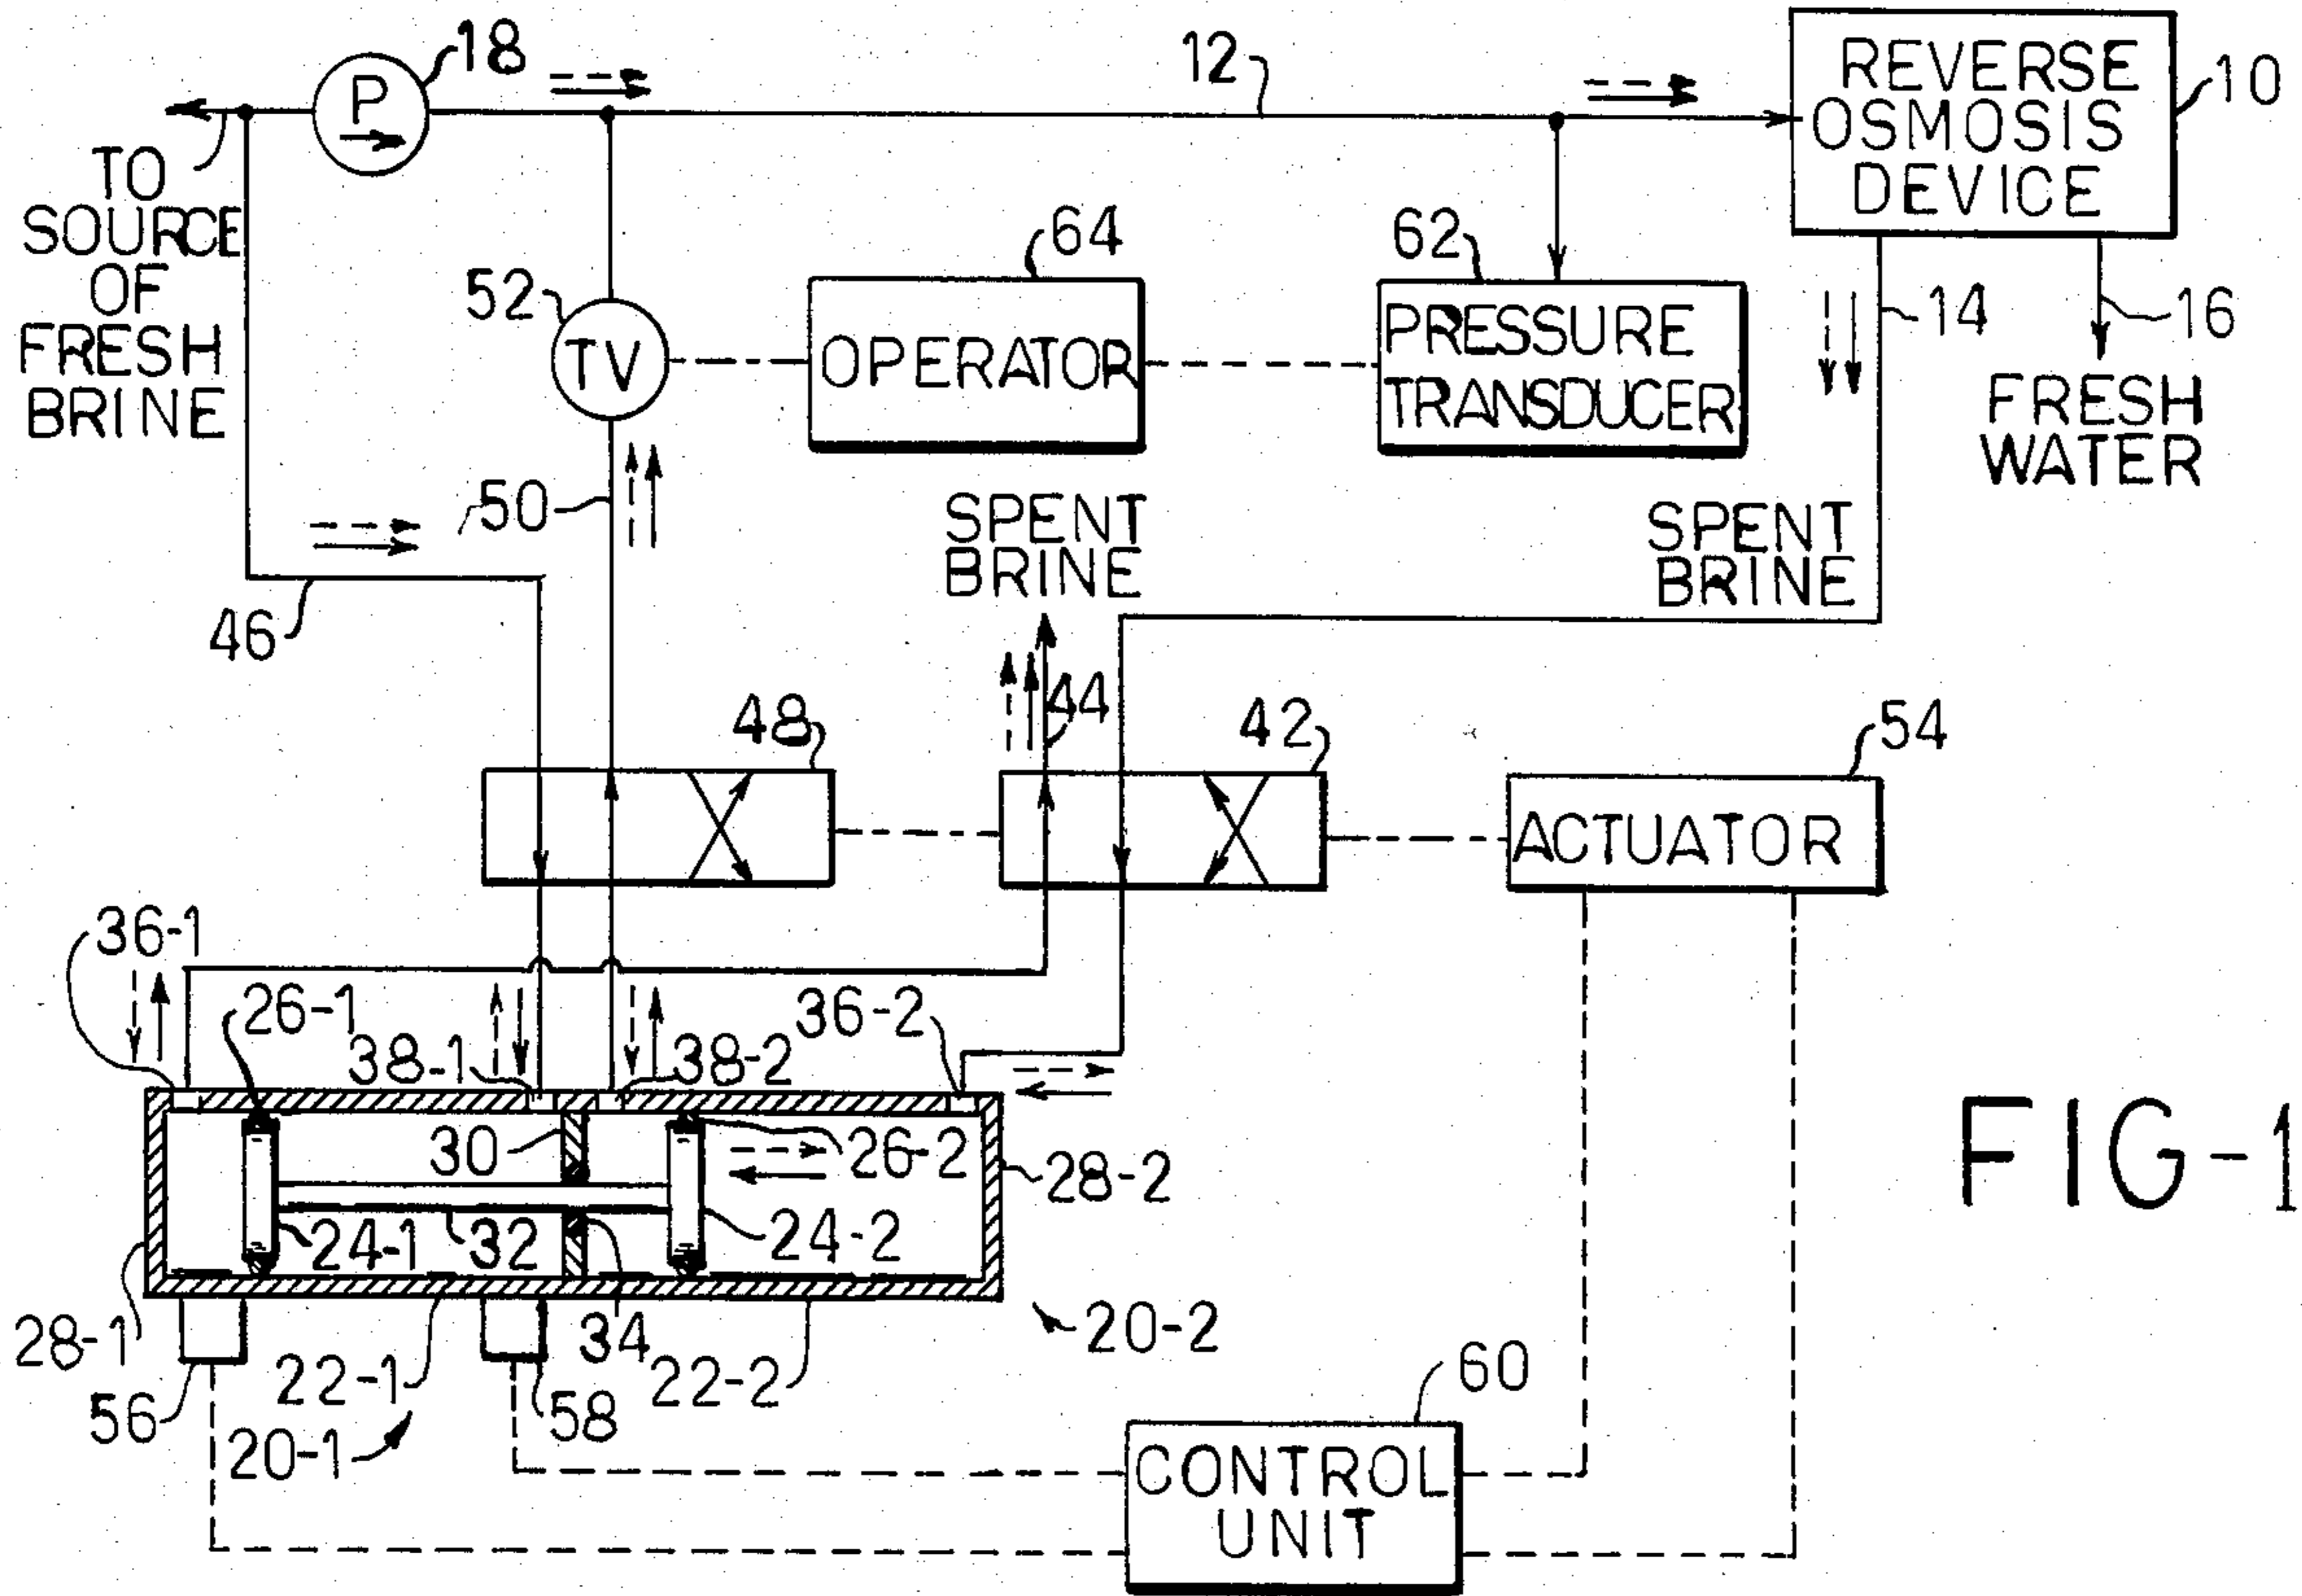 18
P
12
REVERSE
OSMOSIS
DEVICE
10
TO
SOURCE
OF
FRESH
BRINE
52
TV
64
OPERATOR
62
PRESSURE
TRANSDUCER
14
16
FRESH
WATER
50
SPENT
BRINE
SPENT
BRINE
46
48
44
42
54
ACTUATOR
36-1
26-1
38-1
38-2
36-2
30
26-2
28-2
24-1
32
24-2
FIG-1
28-1
56
22-1
20-1
34
58
22-2
20-2
60
CONTROL
UNIT